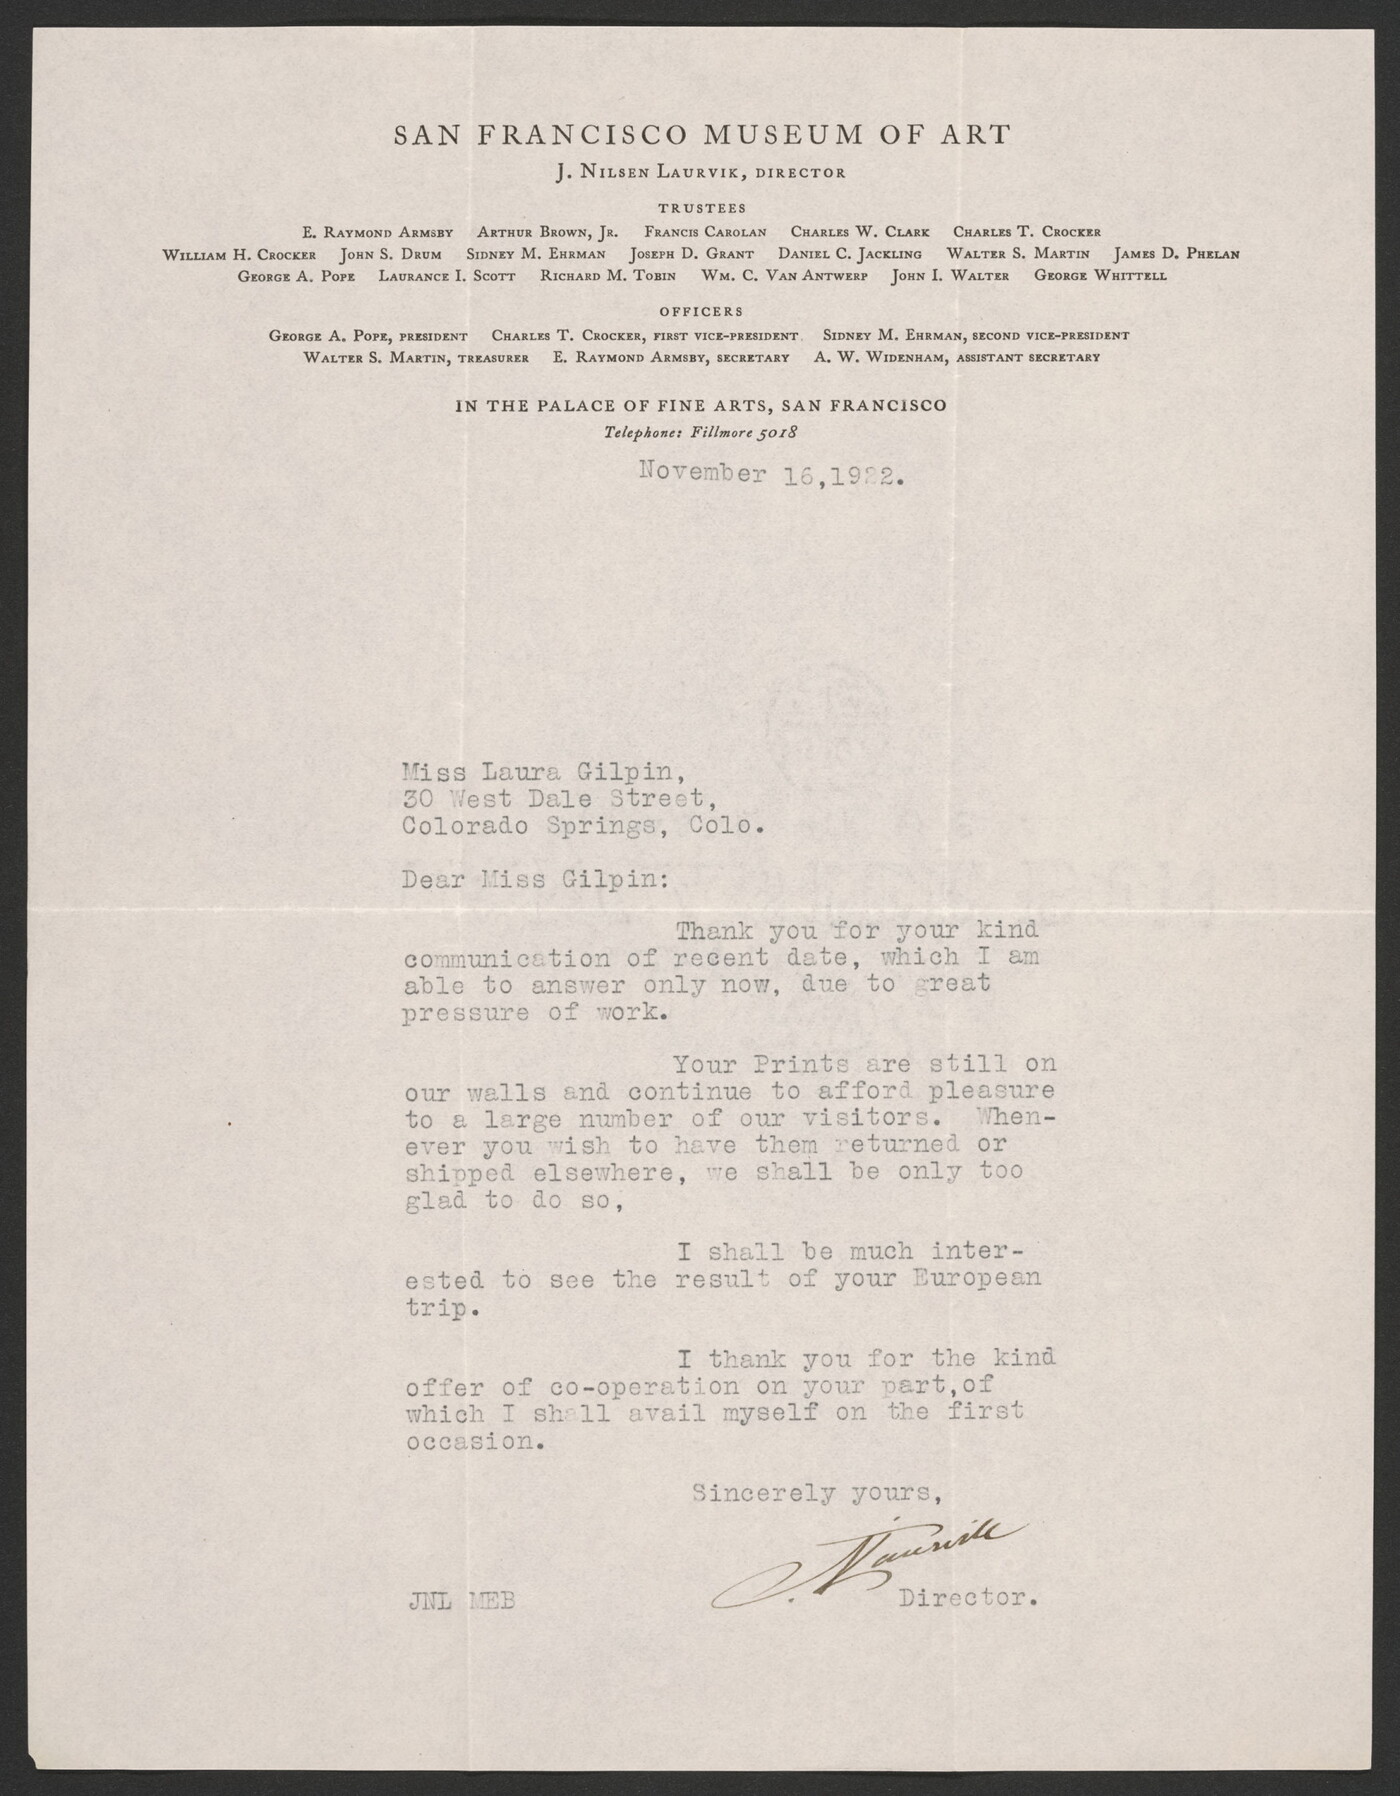 SAN FRANCISCO MUSEUM OF ART
J. NILSEN LAURVIK, DIRECTOR
TRUSTEES
E. RAYMOND ARMSBY ARTHUR BROWN, JR. FRANCIS CAROLAN CHARLES W. CLARK CHARLES T. CROCKER
WILLIAM H. CROCKER JOHN S. DRUM SIDNEY M. EHRMAN JOSEPH D. GRANT DANIEL C. JACKLING WALTER S. MARTIN JAMES D. PHELAN
GEORGE A. POPE LAURANCE I. SCOTT RICHARD M. TOBIN WM. C. VAN ANTWERP JOHN I. WALTER GEORGE WHITTELL
OFFICERS
GEORGE A. POPE, PRESIDENT CHARLES T. CROCKER, FIRST VICE-PRESIDENT SIDNEY M. EHRMAN, SECOND VICE-PRESIDENT
WALTER S. MARTIN, TREASURER E. RAYMOND ARMSBY, SECRETARY A. W. WIDENHAM, ASSISTANT SECRETARY
IN THE PALACE OF FINE ARTS, SAN FRANCISCO
Telephone: Fillmore 5018
November 16,1922.
Miss Laura Gilpin,
30 West Dale Street,
Colorado Springs, Colo.
Dear Miss Gilpin:
Thank you for your kind
communication of recent date, which I am
able to answer only now, due to great
pressure of work.
Your Prints are still on
our walls and continue to afford pleasure
to a large number of our visitors. When-
ever you wish to have them returned or
shipped elsewhere, we shall be only too
glad to do so,
I shall be much inter-
ested to see the result of your European
trip.
I thank you for the kind
offer of co-operation on your part,of
which I shall avail myself on the first
occasion.
Sincerely yours,
J. N. Laurvik
JNL MEB Director.